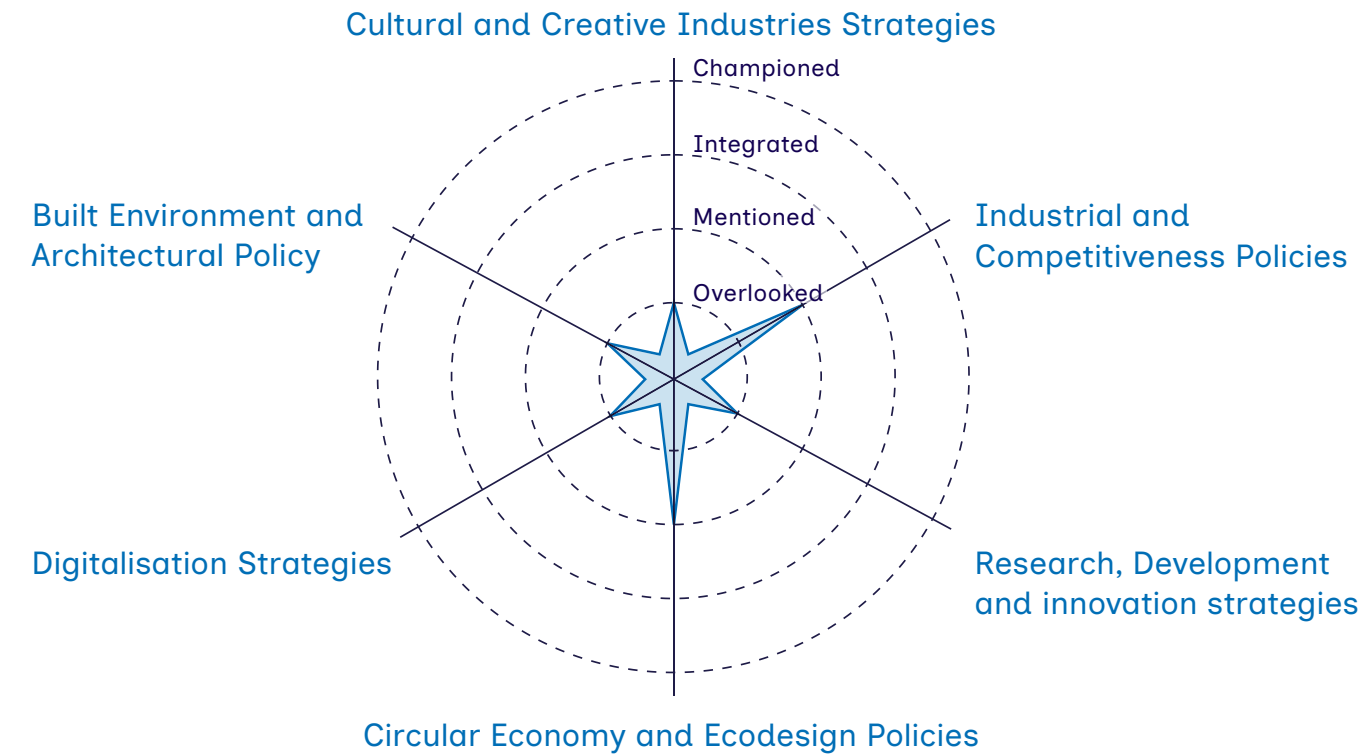 Cultural and Creative Industries Strategies
Championed
Integrated
Mentioned
Overlooked
Built Environment and
Architectural Policy
Industrial and
Competitiveness Policies
Digitalisation Strategies
Research, Development
and innovation strategies
Circular Economy and Ecodesign Policies